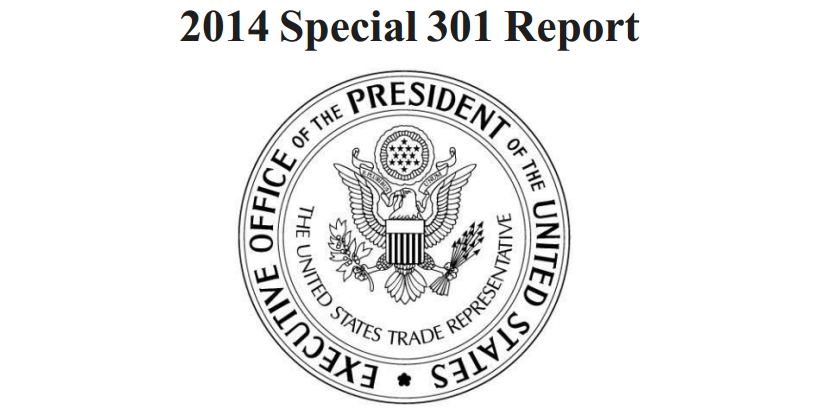 2014 Special 301 Report
EXECUTIVE OFFICE OF THE PRESIDENT OF THE UNITED STATES
THE UNITED STATES TRADE REPRESENTATIVE